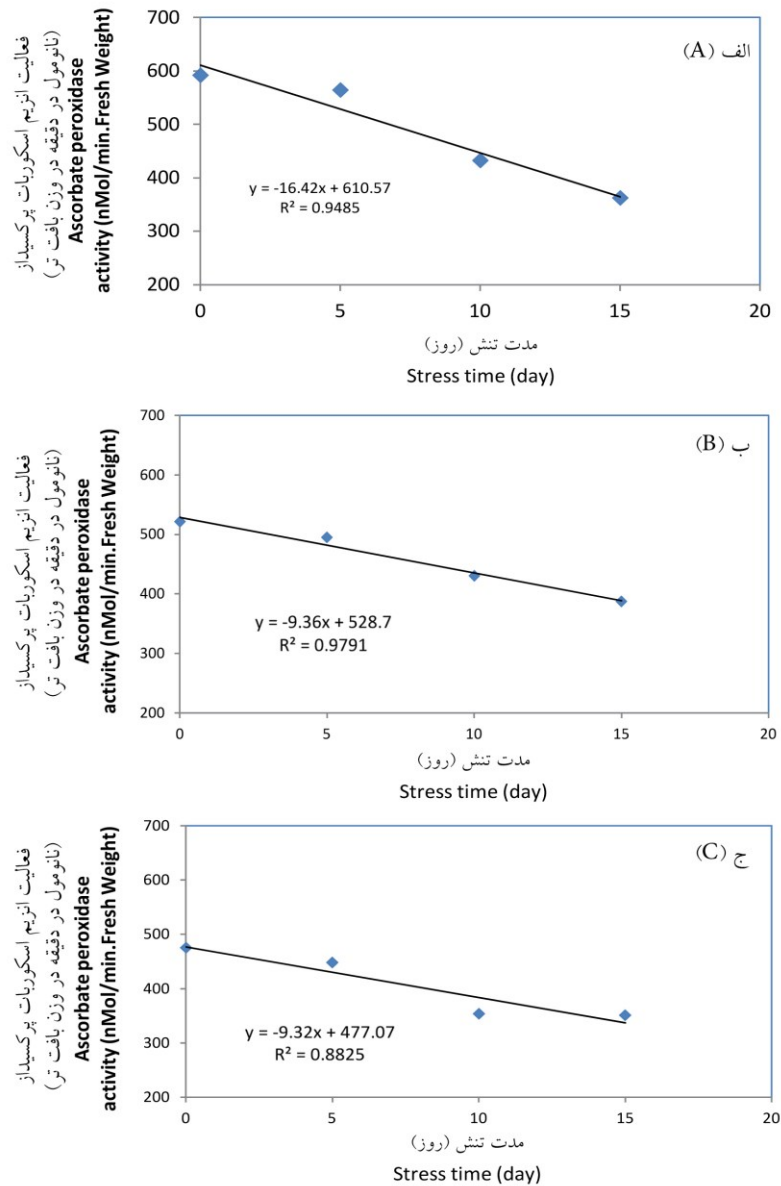 الف (A)
فعالیت انزیم اسکوربات پرکسیداز
(نانومول در دقیقه در وزن بافت تر)
Ascorbate peroxidase
activity (nMol/min.Fresh Weight)
700
600
500
400
300
200
y = -16.42x + 610.57
R² = 0.9485
0
5
10
15
20
مدت تنش (روز)
Stress time (day)
ب (B)
فعالیت انزیم اسکوربات پرکسیداز
(نانومول در دقیقه در وزن بافت تر)
Ascorbate peroxidase
activity (nMol/min.Fresh Weight)
700
600
500
400
300
200
y = -9.36x + 528.7
R² = 0.9791
0
5
10
15
20
مدت تنش (روز)
Stress time (day)
ج (C)
فعالیت انزیم اسکوربات پرکسیداز
(نانومول در دقیقه در وزن بافت تر)
Ascorbate peroxidase
activity (nMol/min.Fresh Weight)
700
600
500
400
300
200
y = -9.32x + 477.07
R² = 0.8825
0
5
10
15
20
مدت تنش (روز)
Stress time (day)